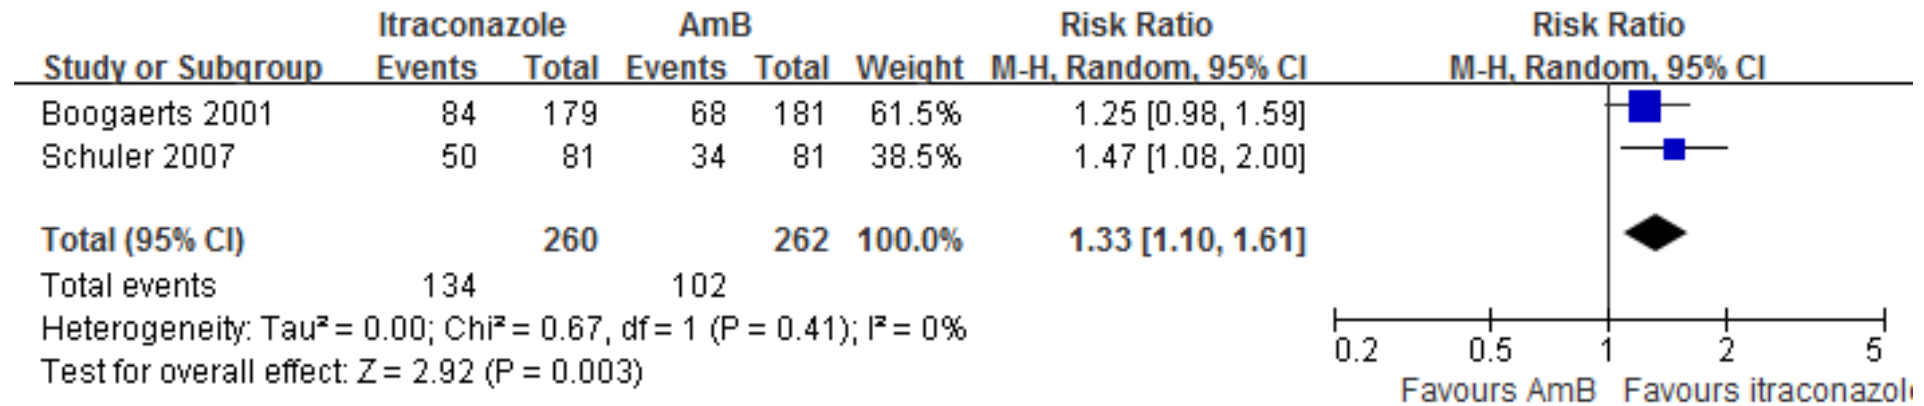 Itraconazole AmB Risk Ratio Risk Ratio
Study or Subgroup Events Total Events Total Weight M-H, Random, 95% CI M-H, Random, 95% CI
Boogaerts 2001 84 179 68 181 61.5% 1.25 [0.98, 1.59]
Schuler 2007 50 81 34 81 38.5% 1.47 [1.08, 2.00]
Total (95% CI) 260 262 100.0% 1.33 [1.10, 1.61]
Total events 134 102
Heterogeneity: Tau² = 0.00; Chi² = 0.67, df = 1 (P = 0.41); I² = 0%
Test for overall effect: Z = 2.92 (P = 0.003)
0.2 0.5 1 2 5
Favours AmB Favours itraconazole